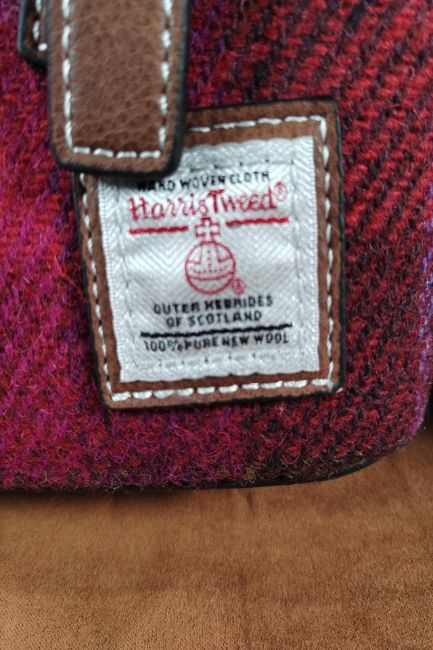 HAND WOVEN CLOTH
Harris Tweed®
®
OUTER HEBRIDES
OF SCOTLAND
100% PURE NEW WOOL